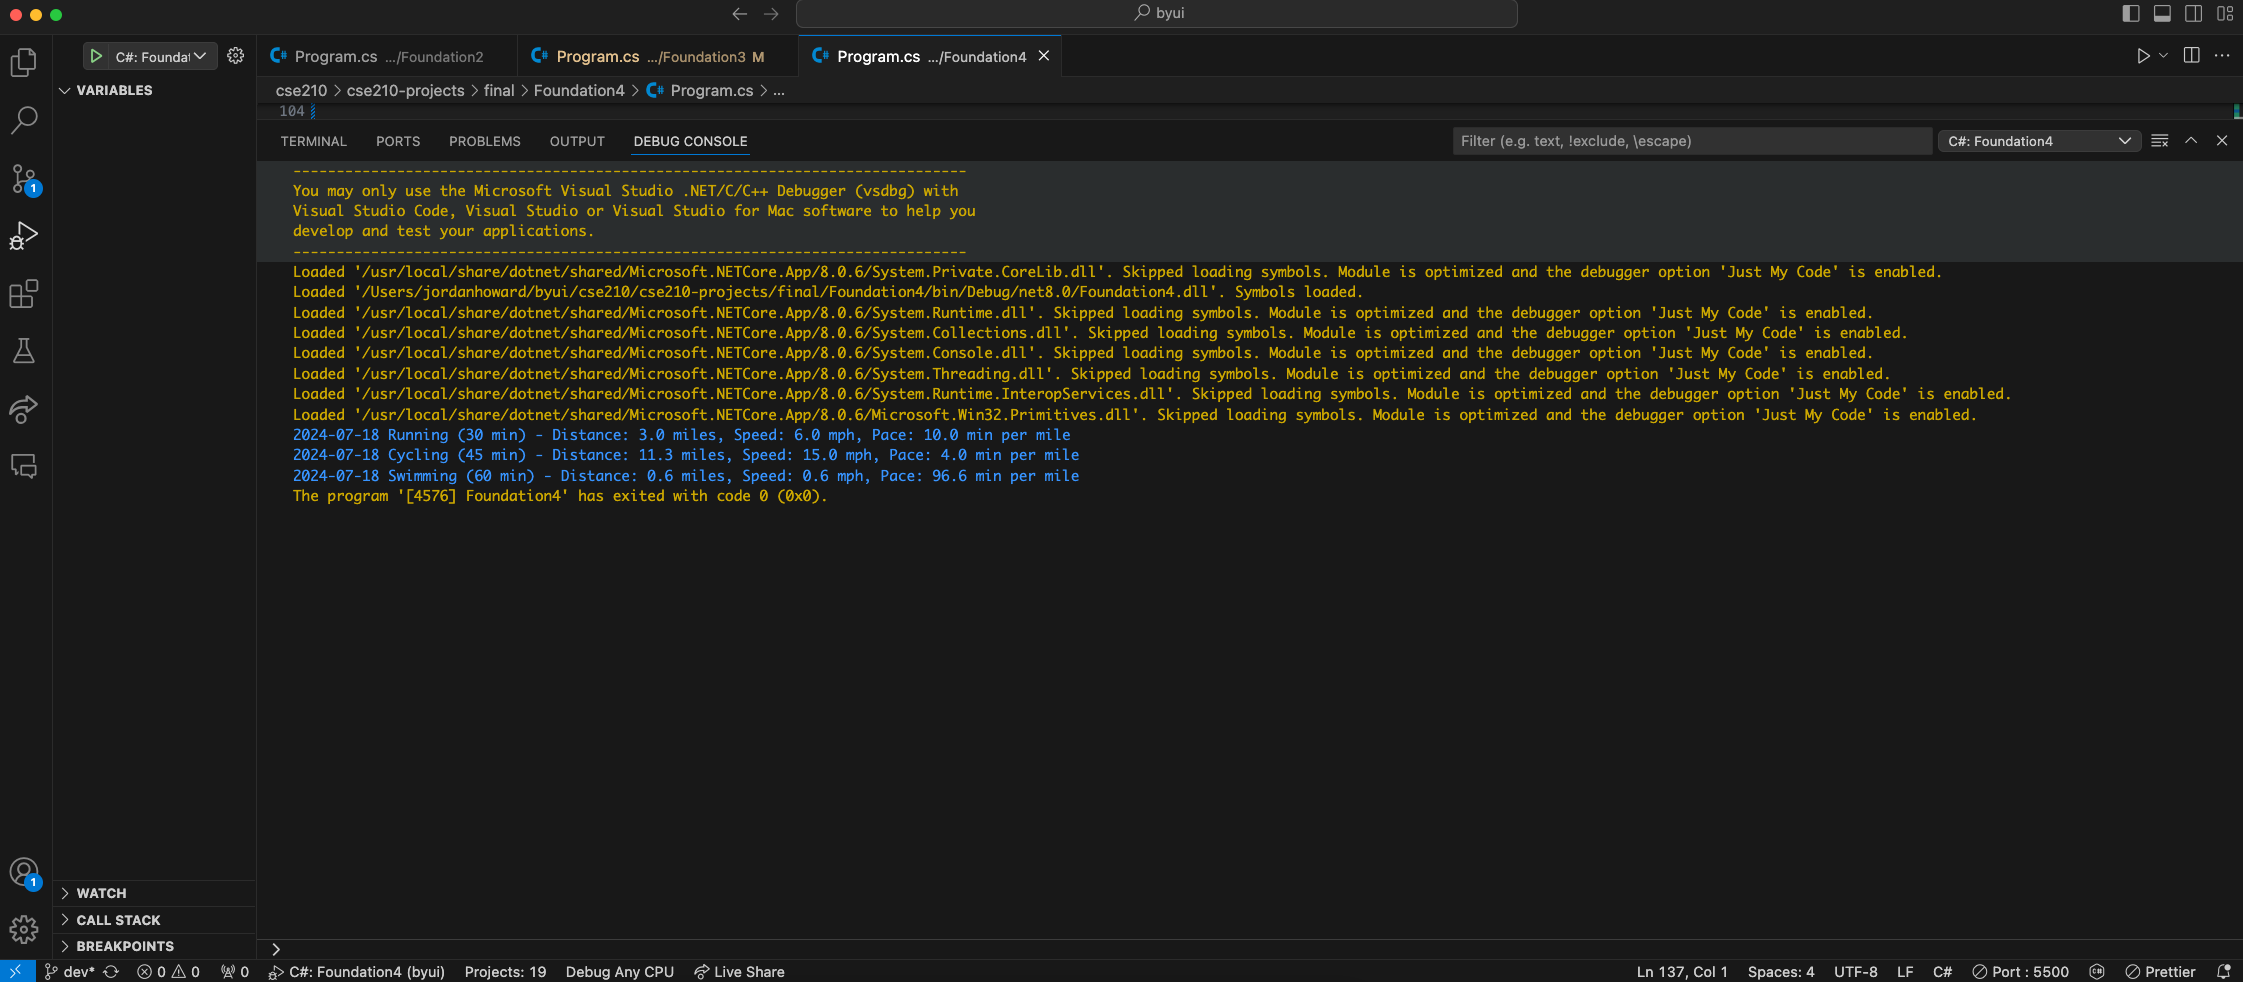 byui
C#: Foundat
Program.cs .../Foundation2
Program.cs .../Foundation3 M
Program.cs .../Foundation4
VARIABLES
cse210 > cse210-projects > final > Foundation4 > Program.cs > ...
104
TERMINAL PORTS PROBLEMS OUTPUT DEBUG CONSOLE
Filter (e.g. text, !exclude, \escape)
C#: Foundation4
------------------------------------------------------------------------------
You may only use the Microsoft Visual Studio .NET/C/C++ Debugger (vsdbg) with
Visual Studio Code, Visual Studio or Visual Studio for Mac software to help you
develop and test your applications.
------------------------------------------------------------------------------
Loaded '/usr/local/share/dotnet/shared/Microsoft.NETCore.App/8.0.6/System.Private.CoreLib.dll'. Skipped loading symbols. Module is optimized and the debugger option 'Just My Code' is enabled.
Loaded '/Users/jordanhoward/byui/cse210/cse210-projects/final/Foundation4/bin/Debug/net8.0/Foundation4.dll'. Symbols loaded.
Loaded '/usr/local/share/dotnet/shared/Microsoft.NETCore.App/8.0.6/System.Runtime.dll'. Skipped loading symbols. Module is optimized and the debugger option 'Just My Code' is enabled.
Loaded '/usr/local/share/dotnet/shared/Microsoft.NETCore.App/8.0.6/System.Collections.dll'. Skipped loading symbols. Module is optimized and the debugger option 'Just My Code' is enabled.
Loaded '/usr/local/share/dotnet/shared/Microsoft.NETCore.App/8.0.6/System.Console.dll'. Skipped loading symbols. Module is optimized and the debugger option 'Just My Code' is enabled.
Loaded '/usr/local/share/dotnet/shared/Microsoft.NETCore.App/8.0.6/System.Threading.dll'. Skipped loading symbols. Module is optimized and the debugger option 'Just My Code' is enabled.
Loaded '/usr/local/share/dotnet/shared/Microsoft.NETCore.App/8.0.6/System.Runtime.InteropServices.dll'. Skipped loading symbols. Module is optimized and the debugger option 'Just My Code' is enabled.
Loaded '/usr/local/share/dotnet/shared/Microsoft.NETCore.App/8.0.6/Microsoft.Win32.Primitives.dll'. Skipped loading symbols. Module is optimized and the debugger option 'Just My Code' is enabled.
2024-07-18 Running (30 min) - Distance: 3.0 miles, Speed: 6.0 mph, Pace: 10.0 min per mile
2024-07-18 Cycling (45 min) - Distance: 11.3 miles, Speed: 15.0 mph, Pace: 4.0 min per mile
2024-07-18 Swimming (60 min) - Distance: 0.6 miles, Speed: 0.6 mph, Pace: 96.6 min per mile
The program '[4576] Foundation4' has exited with code 0 (0x0).
1
1
WATCH
CALL STACK
BREAKPOINTS
dev* 0 0 0 C#: Foundation4 (byui) Projects: 19 Debug Any CPU Live Share Ln 137, Col 1 Spaces: 4 UTF-8 LF C# Port : 5500 Prettier